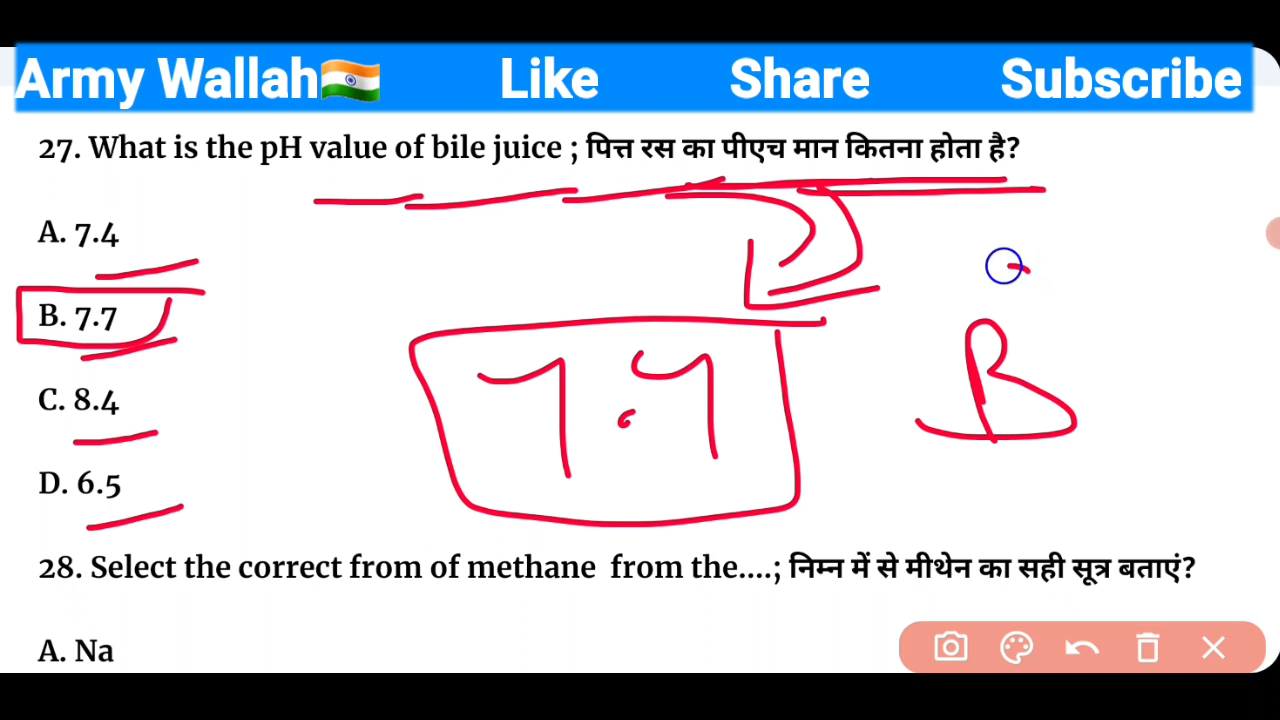 Army Wallah🇮🇳 Like Share Subscribe
27. What is the pH value of bile juice ; पित्त रस का पीएच मान कितना होता है?
A. 7.4
B. 7.7
7.7
B
C. 8.4
D. 6.5
28. Select the correct from of methane from the....; निम्न में से मीथेन का सही सूत्र बताएं?
A. Na